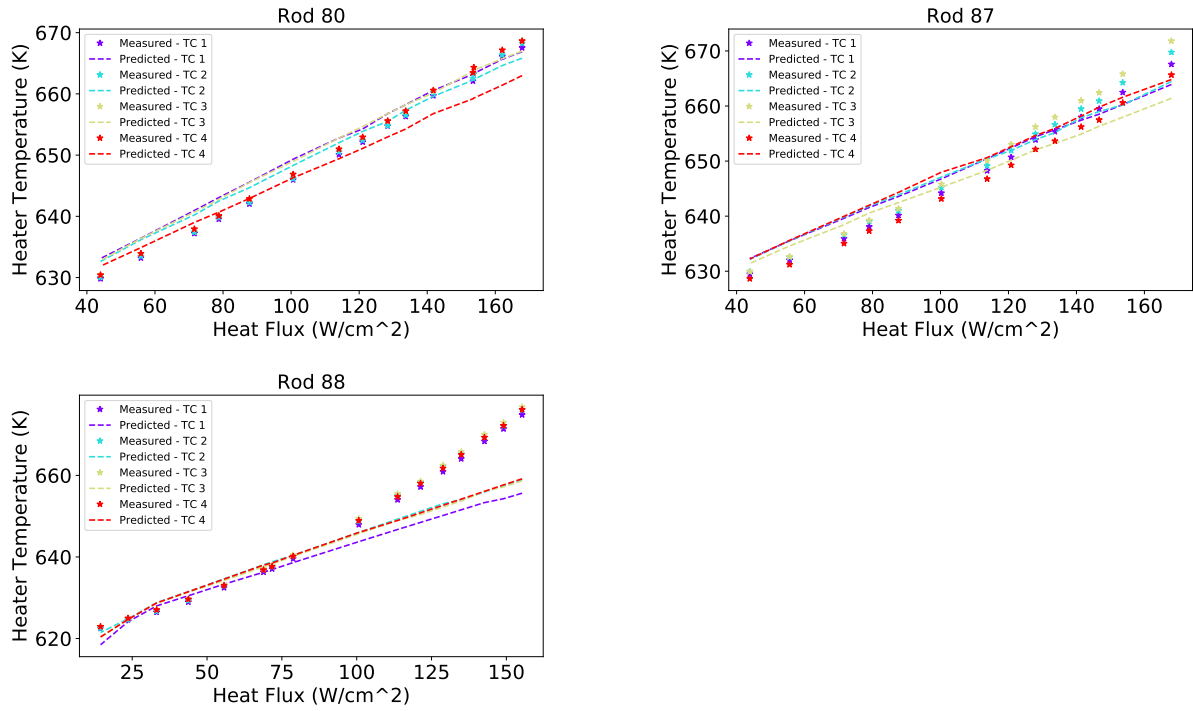 Rod 80
Heater Temperature (K)
670
660
650
640
630
Measured - TC 1
Predicted - TC 1
Measured - TC 2
Predicted - TC 2
Measured - TC 3
Predicted - TC 3
Measured - TC 4
Predicted - TC 4
40 60 80 100 120 140 160
Heat Flux (W/cm^2)
Rod 87
Heater Temperature (K)
670
660
650
640
630
Measured - TC 1
Predicted - TC 1
Measured - TC 2
Predicted - TC 2
Measured - TC 3
Predicted - TC 3
Measured - TC 4
Predicted - TC 4
40 60 80 100 120 140 160
Heat Flux (W/cm^2)
Rod 88
Heater Temperature (K)
660
640
620
Measured - TC 1
Predicted - TC 1
Measured - TC 2
Predicted - TC 2
Measured - TC 3
Predicted - TC 3
Measured - TC 4
Predicted - TC 4
25 50 75 100 125 150
Heat Flux (W/cm^2)